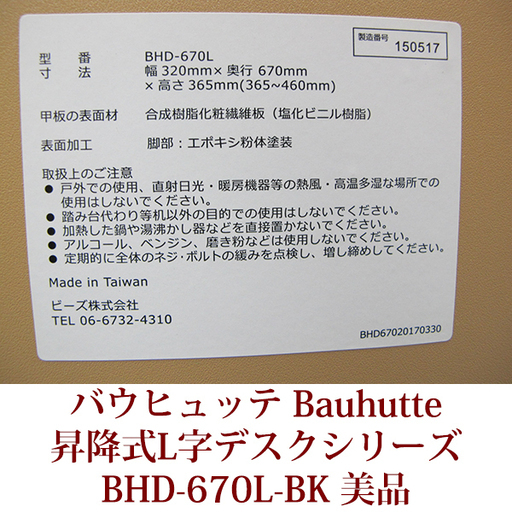 型　番　BHD-670L
製造番号 150517
寸　法　幅 320mm× 奥行 670mm
× 高さ 365mm(365~460mm)
甲板の表面材　合成樹脂化粧繊維板（塩化ビニル樹脂）
表面加工　脚部：エポキシ粉体塗装
取扱上のご注意
● 戸外での使用、直射日光・暖房機器等の熱風・高温多湿な場所での
使用はしないでください。
● 踏み台代わり等机以外の目的での使用はしないでください。
● 加熱した鍋や湯沸かし器などを直接置かないでください。
● アルコール、ベンジン、磨き粉などは使用しないでください。
● 定期的に全体のネジ・ボルトの緩みを点検し、増し締めしてください。
Made in Taiwan
ビーズ株式会社
TEL 06-6732-4310
BHD67020170330
バウヒュッテ Bauhutte
昇降式L字デスクシリーズ
BHD-670L-BK 美品